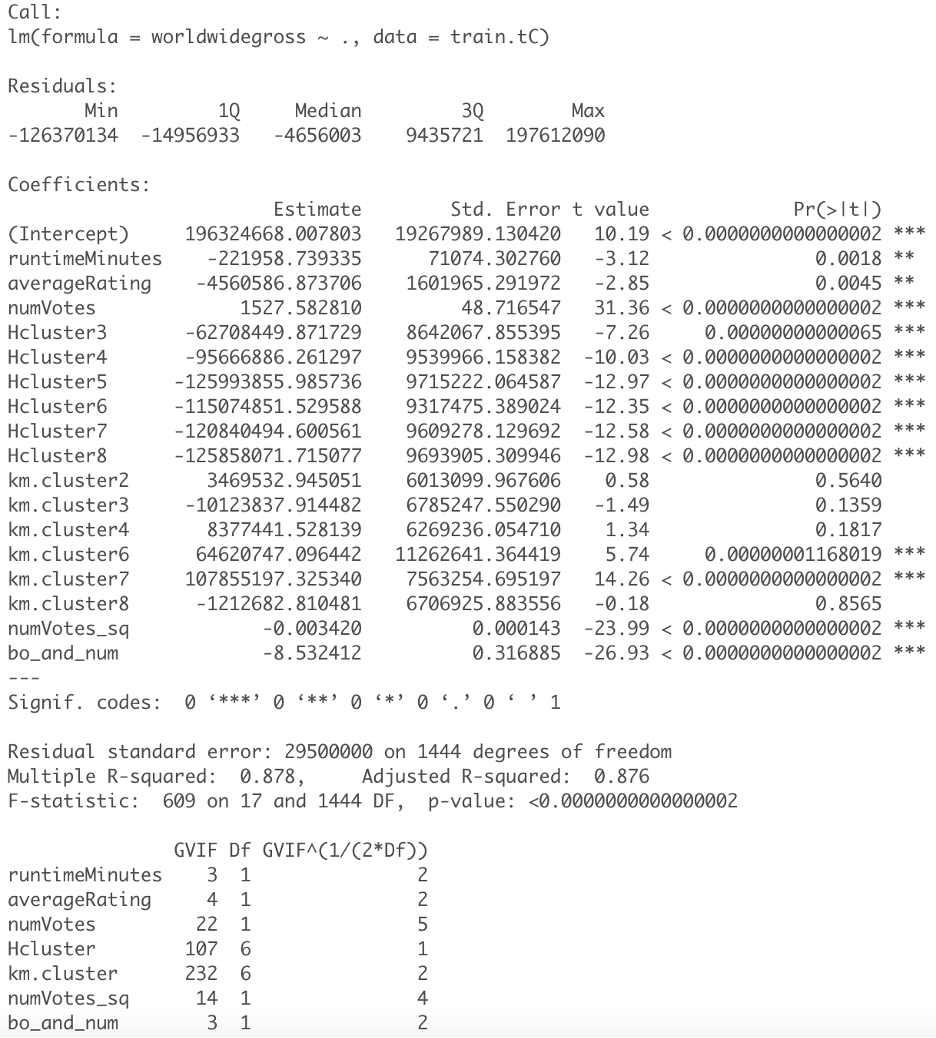 Call:
lm(formula = worldwidegross ~ ., data = train.tC)
Residuals:
Min 1Q Median 3Q Max
-126370134 -14956933 -4656003 9435721 197612090
Coefficients:
Estimate Std. Error t value Pr(>|t|)
(Intercept) 196324668.007803 19267989.130420 10.19 < 0.0000000000000002 ***
runtimeMinutes -221958.739335 71074.302760 -3.12 0.0018 **
averageRating -4560586.873706 1601965.291972 -2.85 0.0045 **
numVotes 1527.582810 48.716547 31.36 < 0.0000000000000002 ***
Hcluster3 -62708449.871729 8642067.855395 -7.26 0.00000000000065 ***
Hcluster4 -95666886.261297 9539966.158382 -10.03 < 0.0000000000000002 ***
Hcluster5 -125993855.985736 9715222.064587 -12.97 < 0.0000000000000002 ***
Hcluster6 -115074851.529588 9317475.389024 -12.35 < 0.0000000000000002 ***
Hcluster7 -120840494.600561 9609278.129692 -12.58 < 0.0000000000000002 ***
Hcluster8 -125858071.715077 9693905.309946 -12.98 < 0.0000000000000002 ***
km.cluster2 3469532.945051 6013099.967606 0.58 0.5640
km.cluster3 -10123837.914482 6785247.550290 -1.49 0.1359
km.cluster4 8377441.528139 6269236.054710 1.34 0.1817
km.cluster6 64620747.096442 11262641.364419 5.74 0.00000001168019 ***
km.cluster7 107855197.325340 7563254.695197 14.26 < 0.0000000000000002 ***
km.cluster8 -1212682.810481 6706925.883556 -0.18 0.8565
numVotes_sq -0.003420 0.000143 -23.99 < 0.0000000000000002 ***
bo_and_num -8.532412 0.316885 -26.93 < 0.0000000000000002 ***
---
Signif. codes: 0 ‘***’ 0 ‘**’ 0 ‘*’ 0 ‘.’ 0 ‘ ’ 1
Residual standard error: 29500000 on 1444 degrees of freedom
Multiple R-squared: 0.878, Adjusted R-squared: 0.876
F-statistic: 609 on 17 and 1444 DF, p-value: <0.0000000000000002
GVIF Df GVIF^(1/(2*Df))
runtimeMinutes 3 1 2
averageRating 4 1 2
numVotes 22 1 5
Hcluster 107 6 1
km.cluster 232 6 2
numVotes_sq 14 1 4
bo_and_num 3 1 2